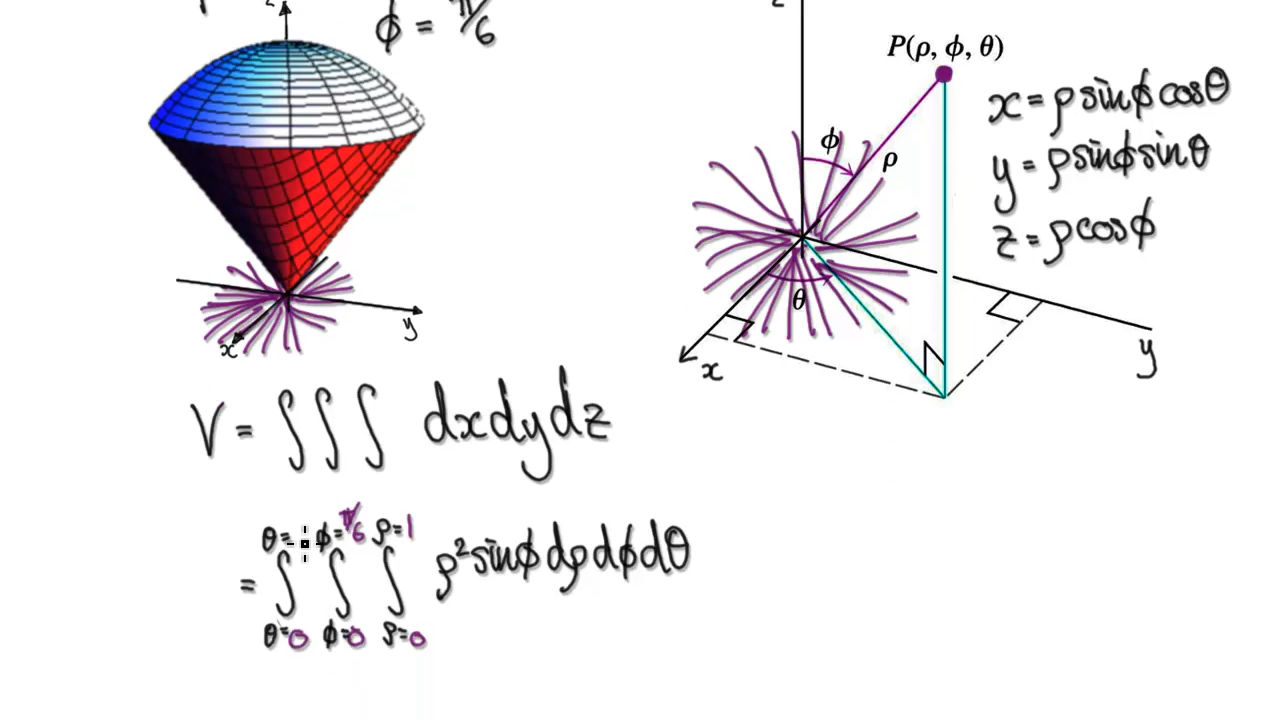 z
ϕ = π/6
z
P(ρ, ϕ, θ)
x = ρ sinϕ cosθ
y = ρ sinϕ sinθ
z = ρ cosϕ
ϕ
ρ
θ
x
y
x
y
V = ∫∫∫ dxdydz
θ= ϕ=π/6 ρ=1
= ∫ ∫ ∫ ρ² sinϕ dρ dϕ dθ
θ=0 ϕ=0 ρ=0